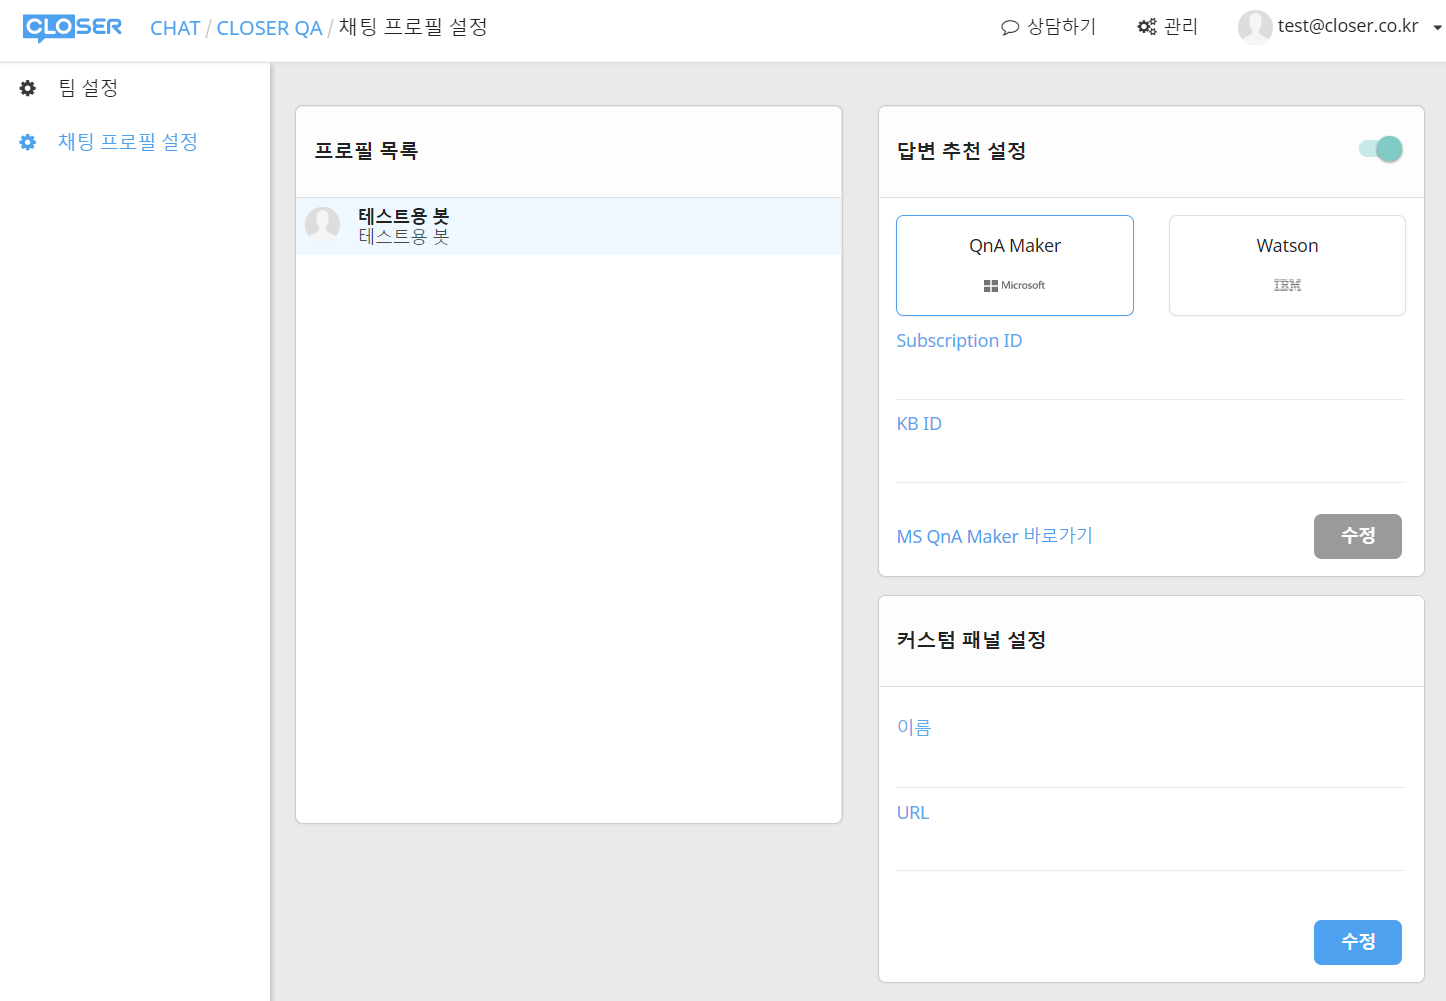 CLOSER
CHAT / CLOSER QA / 채팅 프로필 설정
상담하기
관리
test@closer.co.kr
팀 설정
채팅 프로필 설정
프로필 목록
테스트용 봇
테스트용 봇
답변 추천 설정
QnA Maker
Microsoft
Watson
IBM
Subscription ID
KB ID
MS QnA Maker 바로가기
수정
커스텀 패널 설정
이름
URL
수정